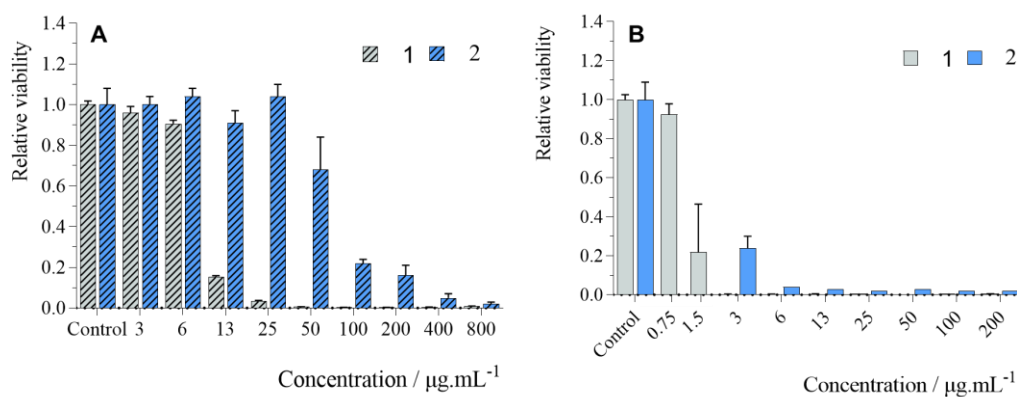 A
1 2
Relative viability
1.4
1.2
1.0
0.8
0.6
0.4
0.2
0.0
Control 3 6 13 25 50 100 200 400 800
Concentration / µg.mL⁻¹
B
1 2
Relative viability
1.4
1.2
1.0
0.8
0.6
0.4
0.2
0.0
Control 0.75 1.5 3 6 13 25 50 100 200
Concentration / µg.mL⁻¹